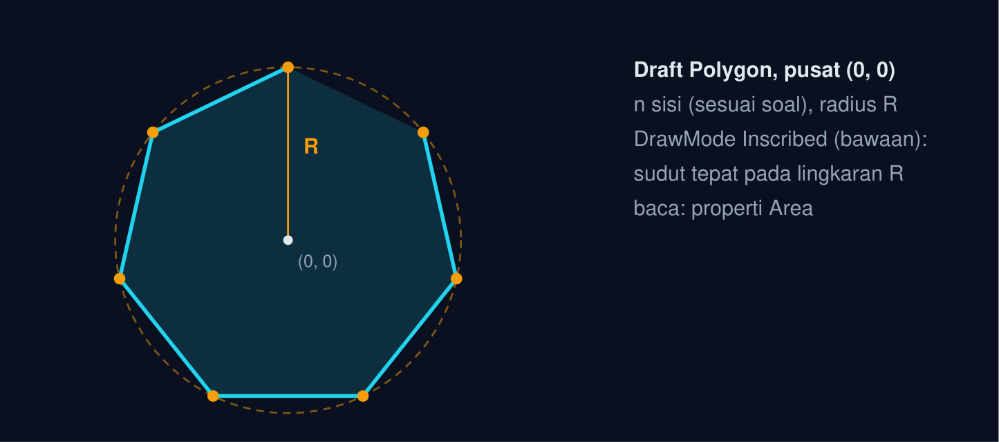 Draft Polygon, pusat (0, 0)
n sisi (sesuai soal), radius R
DrawMode Inscribed (bawaan):
sudut tepat pada lingkaran R
baca: properti Area
R
(0, 0)